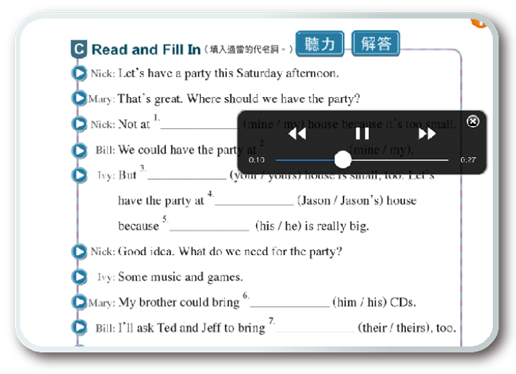 C Read and Fill In (填入適當的代名詞。) 聽力 解答
Nick: Let's have a party this Saturday afternoon.
Mary: That's great. Where should we have the party?
Nick: Not at 1.__________ (mine / my) house because it's too small.
Bill: We could have the party at 2.__________ (mine / my).
Ivy: But 3.__________ (your / yours) house is small, too. Let's
have the party at 4.__________ (Jason / Jason's) house
because 5.__________ (his / he) is really big.
Nick: Good idea. What do we need for the party?
Ivy: Some music and games.
Mary: My brother could bring 6.__________ (him / his) CDs.
Bill: I'll ask Ted and Jeff to bring 7.__________ (their / theirs), too.
0:10
0:27